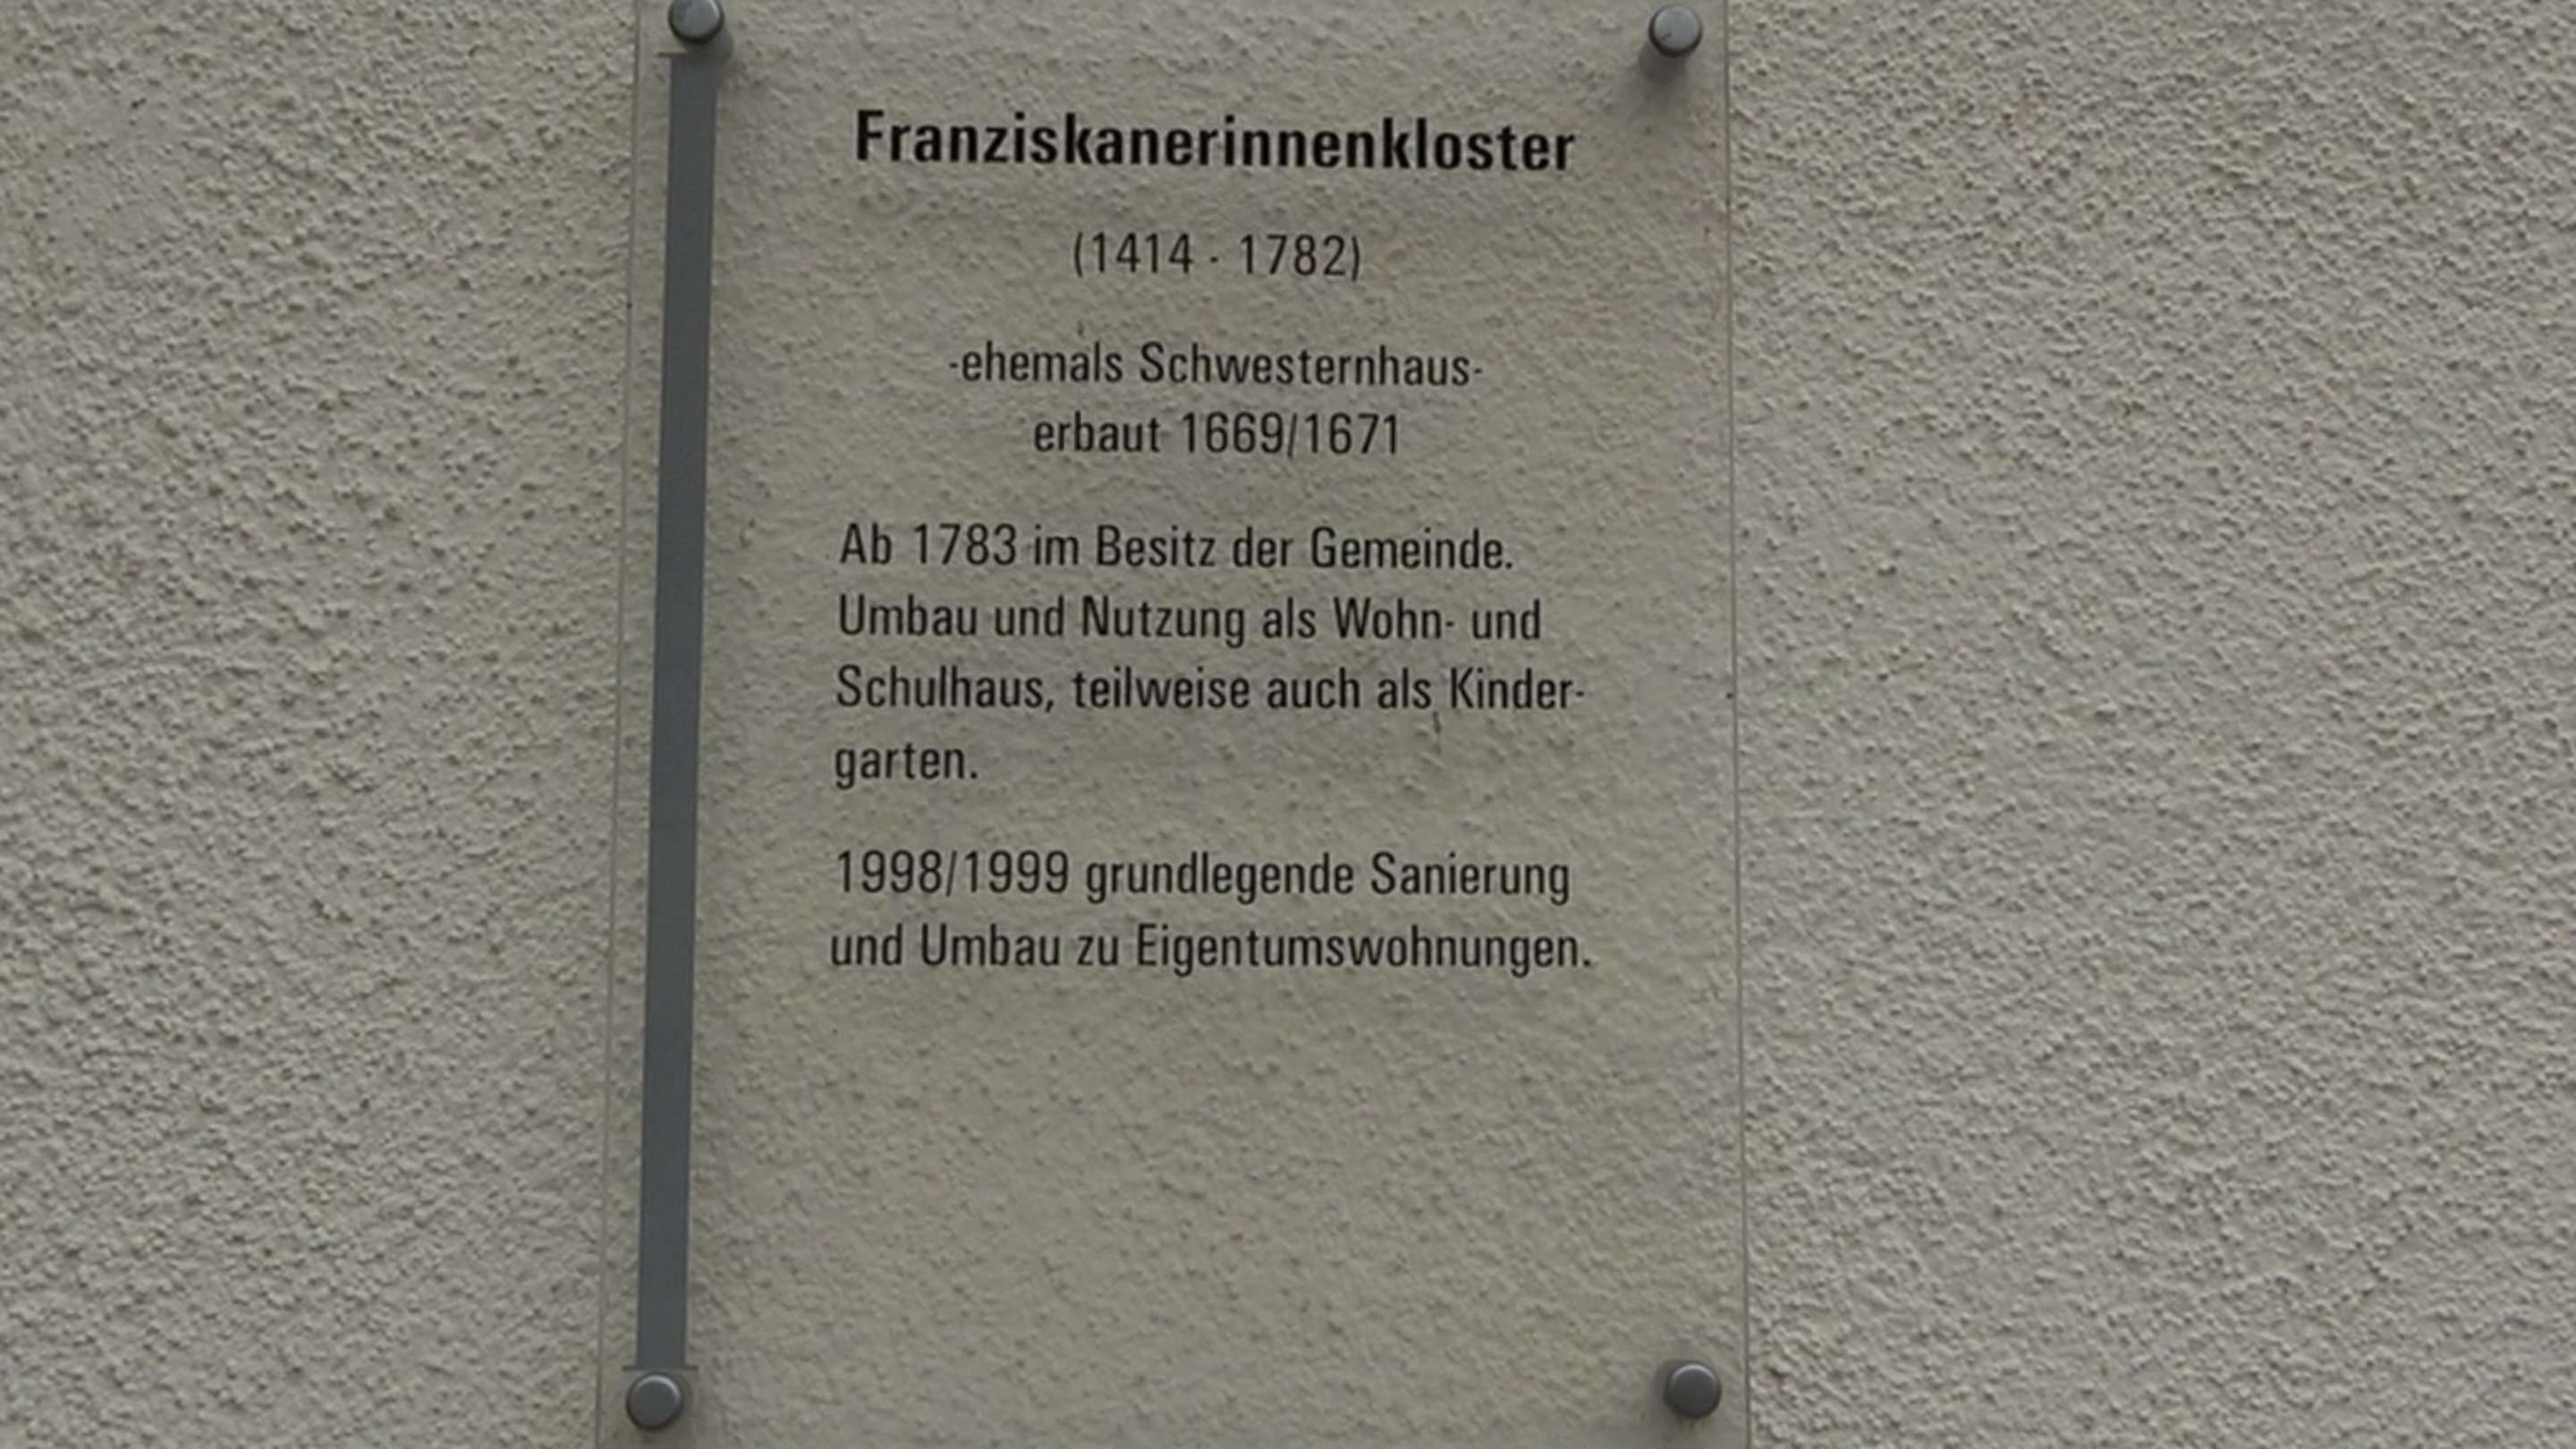 Franziskanerinnenkloster
(1414 - 1782)
-ehemals Schwesternhaus-
erbaut 1669/1671
Ab 1783 im Besitz der Gemeinde.
Umbau und Nutzung als Wohn- und
Schulhaus, teilweise auch als Kinder-
garten.
1998/1999 grundlegende Sanierung
und Umbau zu Eigentumswohnungen.